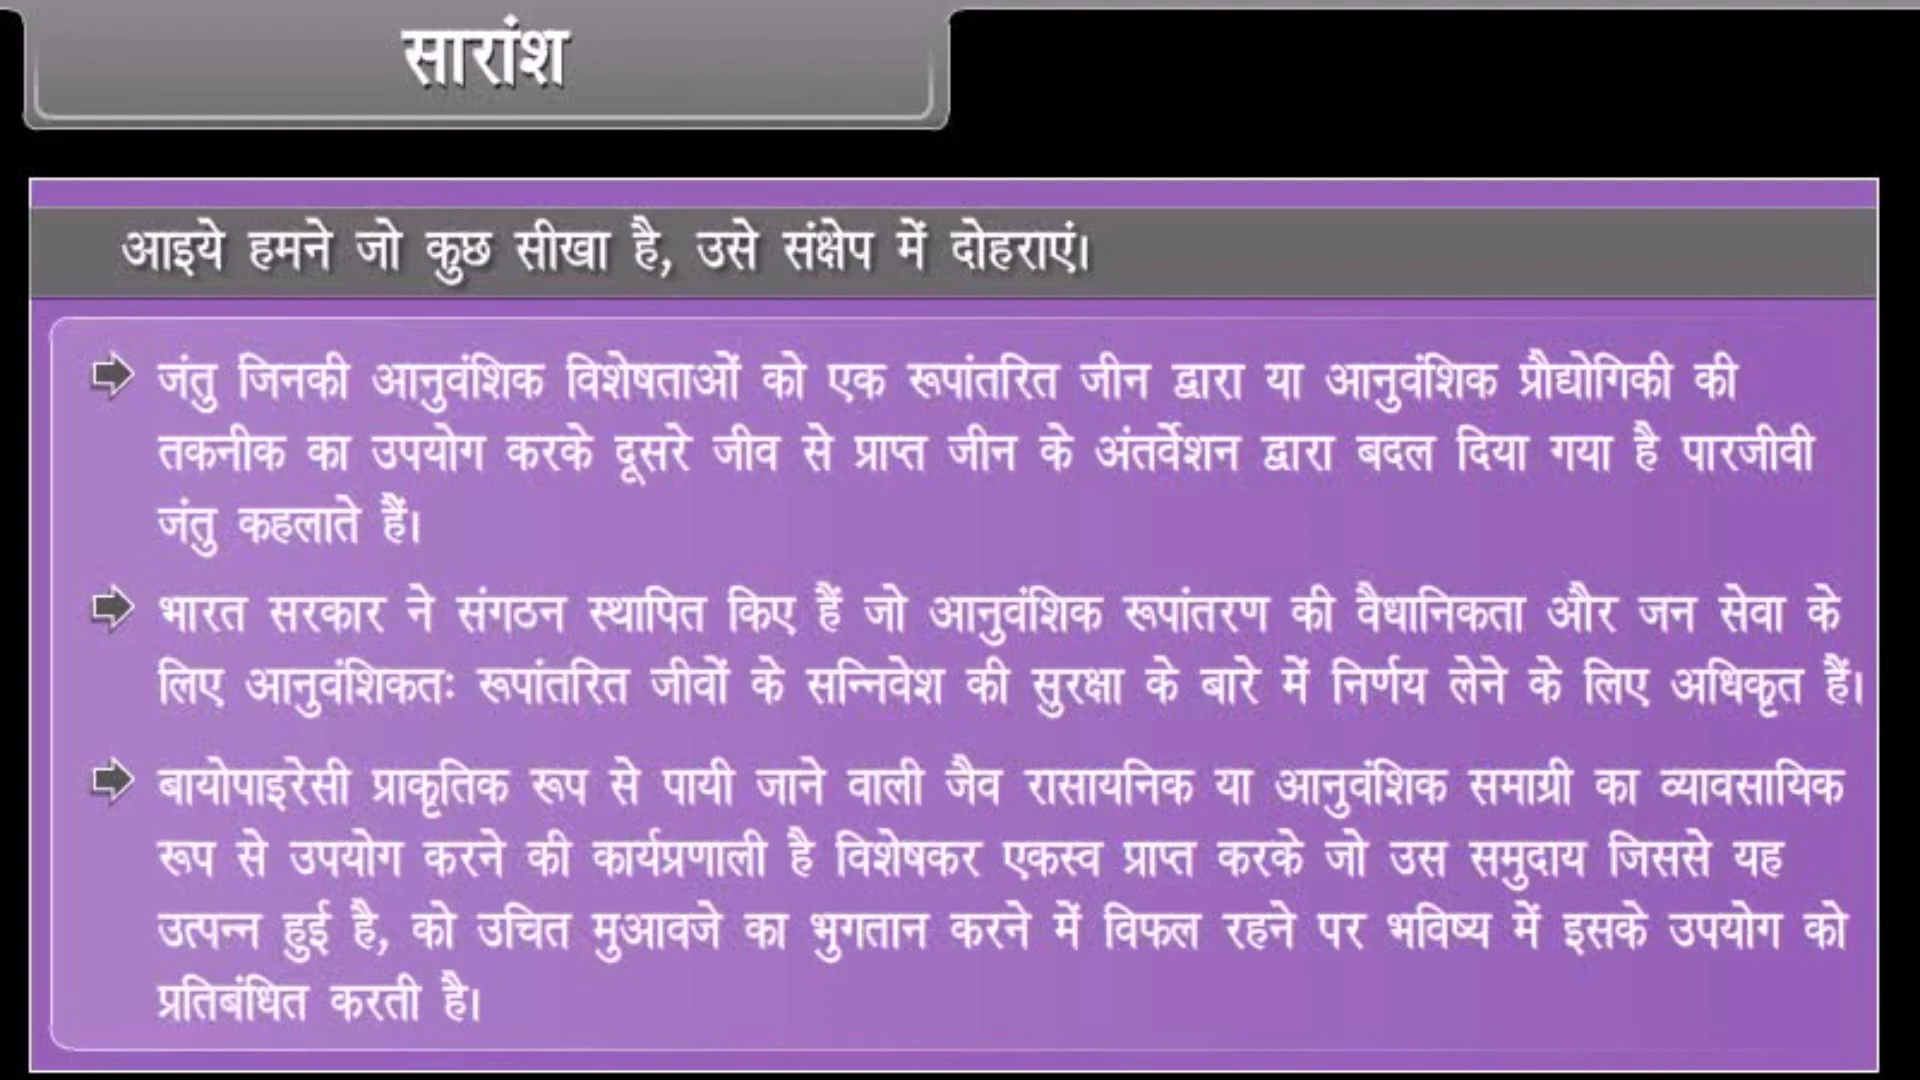 सारांश
आइये हमने जो कुछ सीखा है, उसे संक्षेप में दोहराएं।
जंतु जिनकी आनुवंशिक विशेषताओं को एक रूपांतरित जीन द्वारा या आनुवंशिक प्रौद्योगिकी की
तकनीक का उपयोग करके दूसरे जीव से प्राप्त जीन के अंतर्वेशन द्वारा बदल दिया गया है पारजीवी
जंतु कहलाते हैं।
भारत सरकार ने संगठन स्थापित किए हैं जो आनुवंशिक रूपांतरण की वैधानिकता और जन सेवा के
लिए आनुवंशिकतः रूपांतरित जीवों के सन्निवेश की सुरक्षा के बारे में निर्णय लेने के लिए अधिकृत हैं।
बायोपाइरेसी प्राकृतिक रूप से पायी जाने वाली जैव रासायनिक या आनुवंशिक समाग्री का व्यावसायिक
रूप से उपयोग करने की कार्यप्रणाली है विशेषकर एकस्व प्राप्त करके जो उस समुदाय जिससे यह
उत्पन्न हुई है, को उचित मुआवजे का भुगतान करने में विफल रहने पर भविष्य में इसके उपयोग को
प्रतिबंधित करती है।